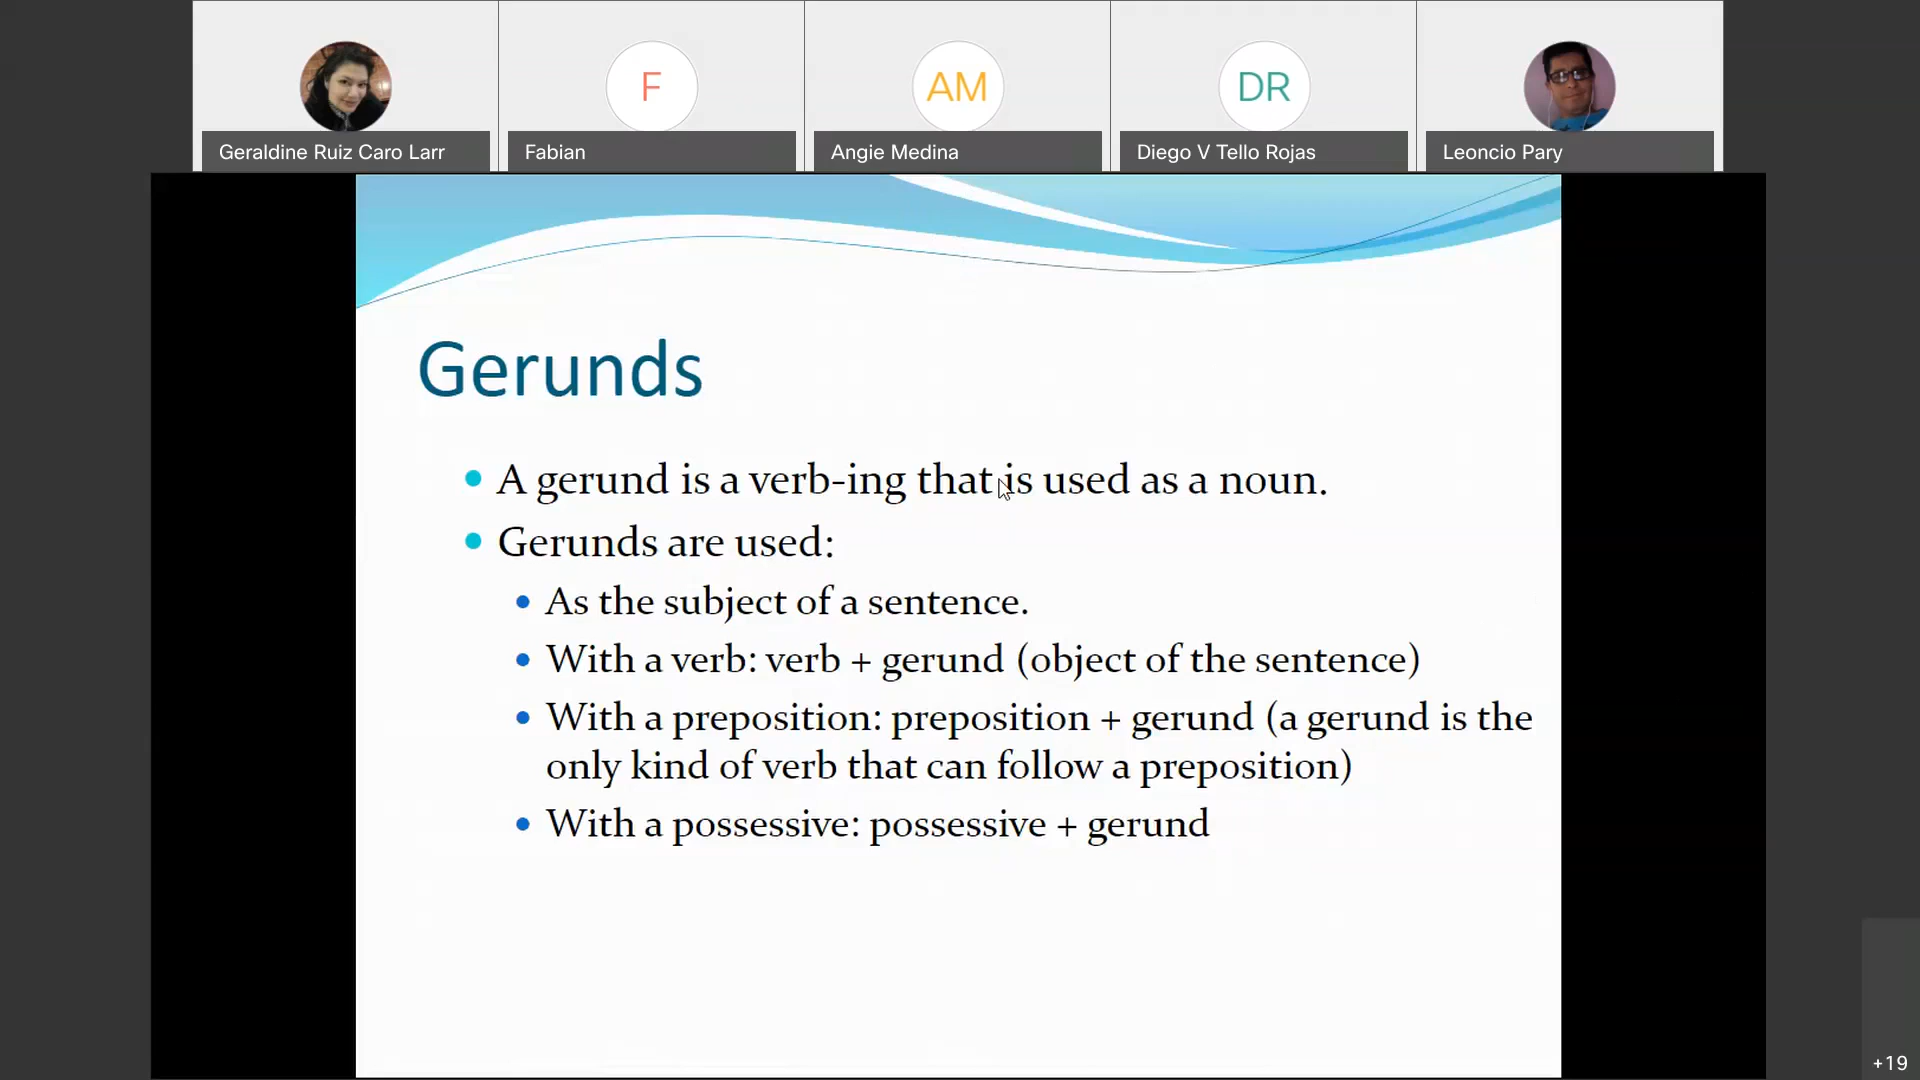 F
AM
DR
Geraldine Ruiz Caro Larr
Fabian
Angie Medina
Diego V Tello Rojas
Leoncio Pary
Gerunds
A gerund is a verb-ing that is used as a noun.
Gerunds are used:
As the subject of a sentence.
With a verb: verb + gerund (object of the sentence)
With a preposition: preposition + gerund (a gerund is the
only kind of verb that can follow a preposition)
With a possessive: possessive + gerund
+19